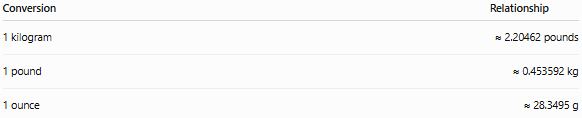 Conversion Relationship
1 kilogram ≈ 2.20462 pounds
1 pound ≈ 0.453592 kg
1 ounce ≈ 28.3495 g